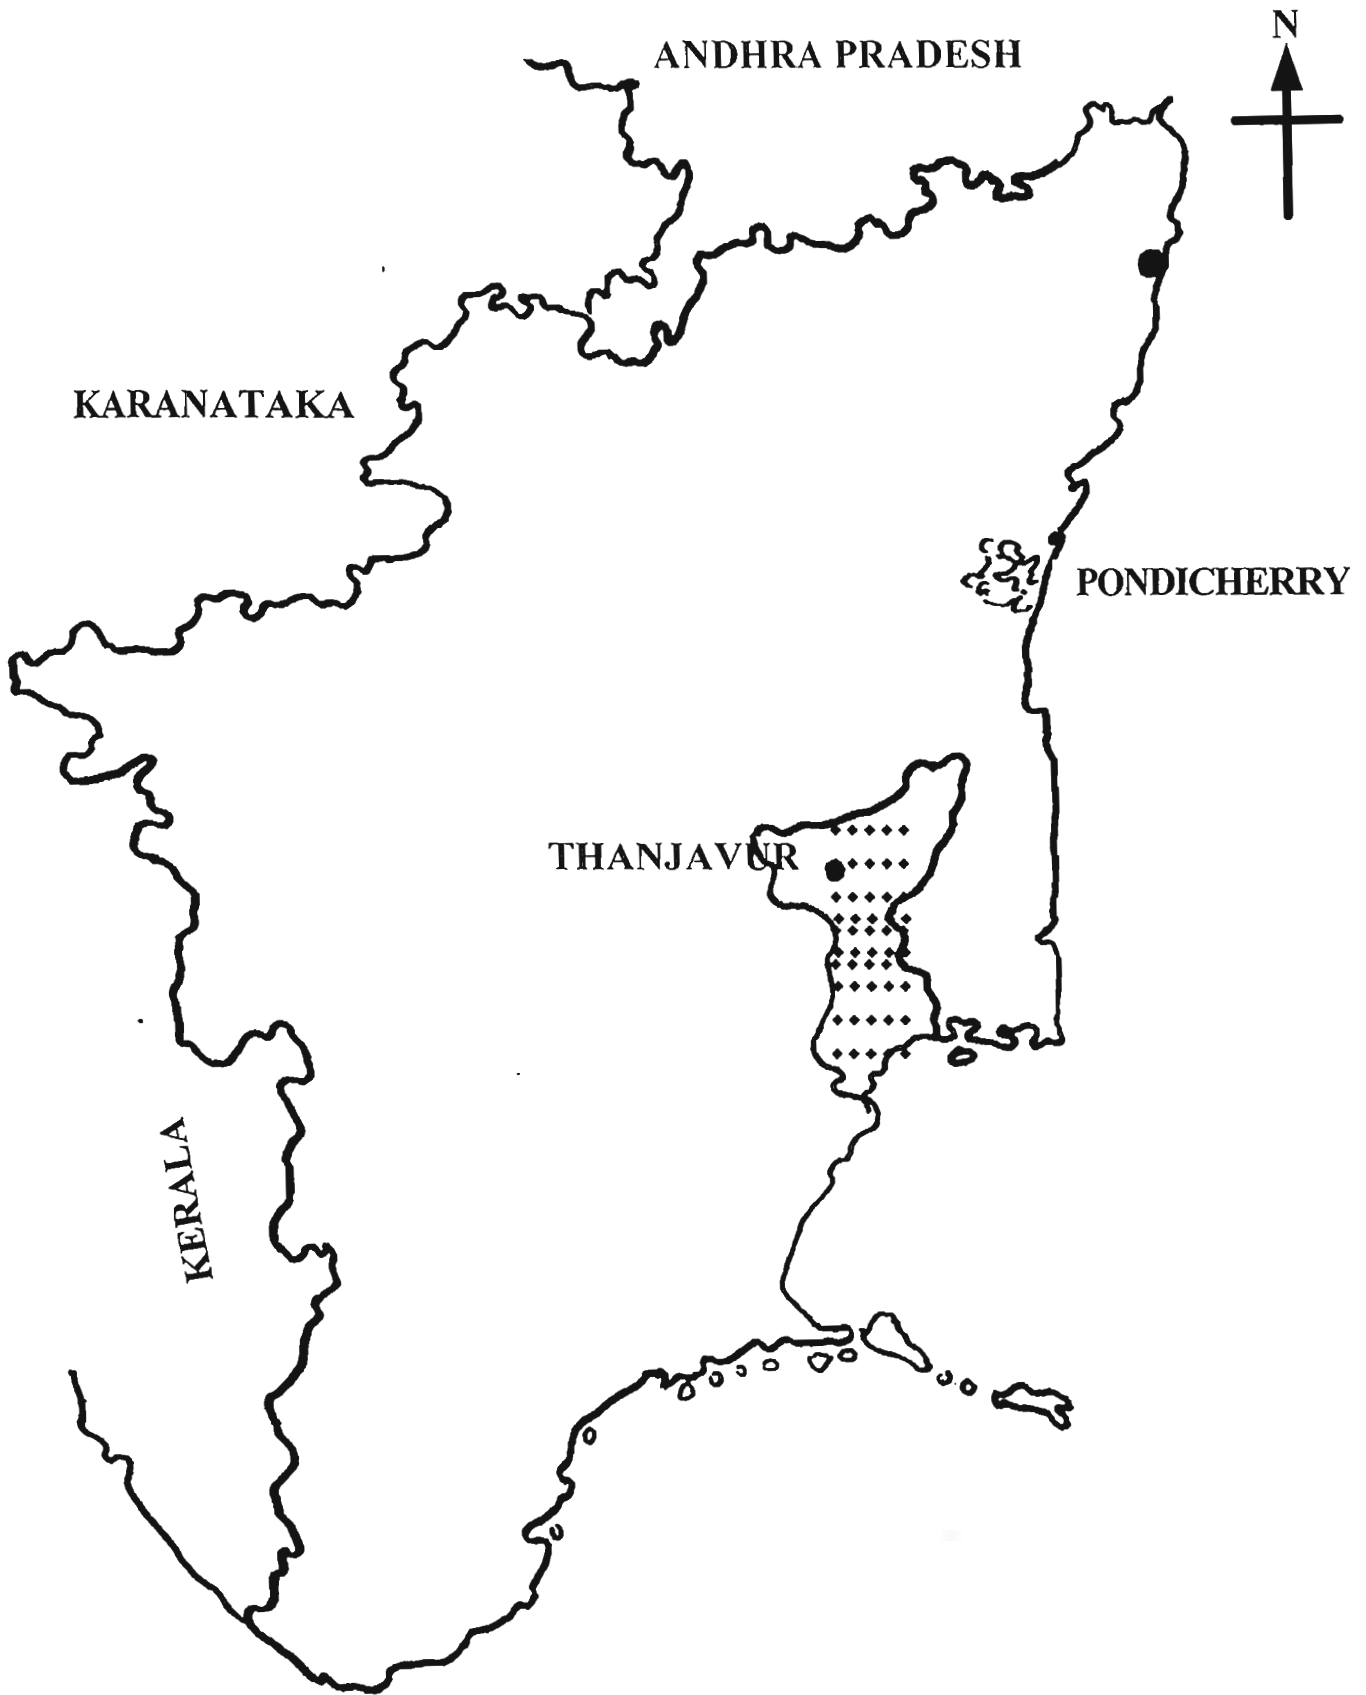 N
ANDHRA PRADESH
KARANATAKA
PONDICHERRY
THANJAVUR
KERALA